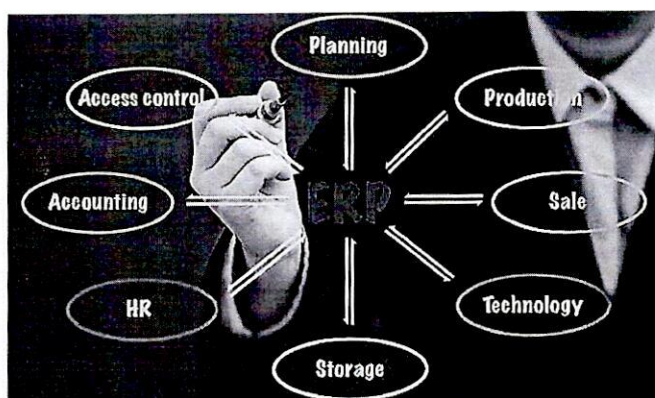 Planning
Access control
Production
Accounting
ERP
Sale
HR
Technology
Storage